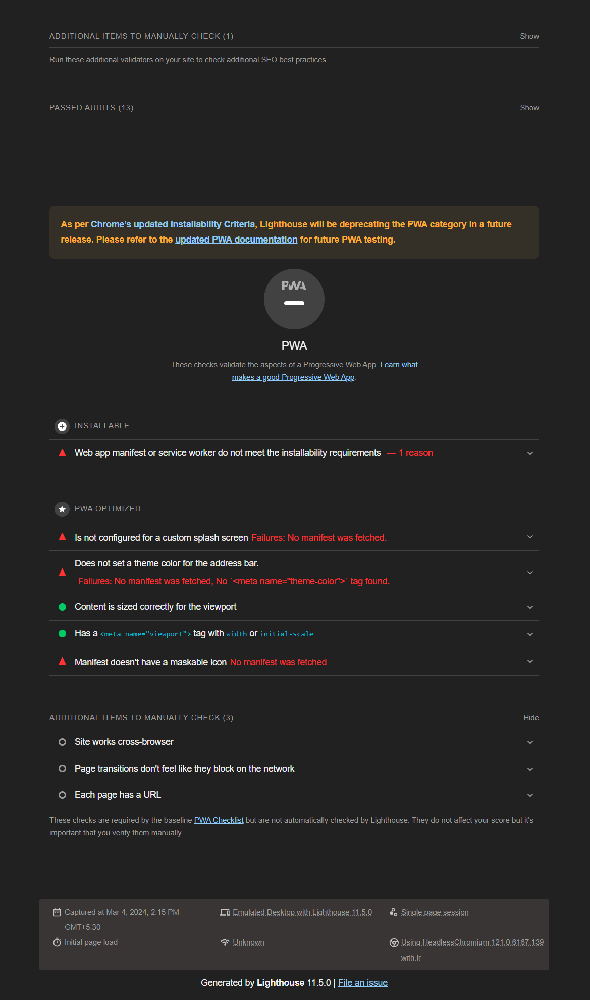 ADDITIONAL ITEMS TO MANUALLY CHECK (1)
Show
Run these additional validators on your site to check additional SEO best practices.
PASSED AUDITS (13)
Show
As per Chrome’s updated Installability Criteria, Lighthouse will be deprecating the PWA category in a future
release. Please refer to the updated PWA documentation for future PWA testing.
PWA
PWA
These checks validate the aspects of a Progressive Web App. Learn what
makes a good Progressive Web App.
INSTALLABLE
Web app manifest or service worker do not meet the installability requirements — 1 reason
PWA OPTIMIZED
Is not configured for a custom splash screen Failures: No manifest was fetched.
Does not set a theme color for the address bar.
Failures: No manifest was fetched, No `<meta name="theme-color">` tag found.
Content is sized correctly for the viewport
Has a <meta name="viewport"> tag with width or initial-scale
Manifest doesn't have a maskable icon No manifest was fetched
ADDITIONAL ITEMS TO MANUALLY CHECK (3)
Hide
Site works cross-browser
Page transitions don't feel like they block on the network
Each page has a URL
These checks are required by the baseline PWA Checklist but are not automatically checked by Lighthouse. They do not affect your score but it's
important that you verify them manually.
Captured at Mar 4, 2024, 2:15 PM
GMT+5:30
Emulated Desktop with Lighthouse 11.5.0
Single page session
Initial page load
Unknown
Using HeadlessChromium 121.0.6167.139
with lr
Generated by Lighthouse 11.5.0 | File an issue